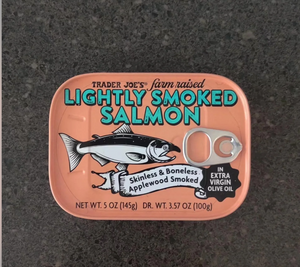 TRADER JOE'S® farm raised
LIGHTLY SMOKED
SALMON
Skinless & Boneless
Applewood Smoked
IN
EXTRA
VIRGIN
OLIVE OIL
NET WT. 5 OZ (145g) DR. WT. 3.57 OZ (100g)